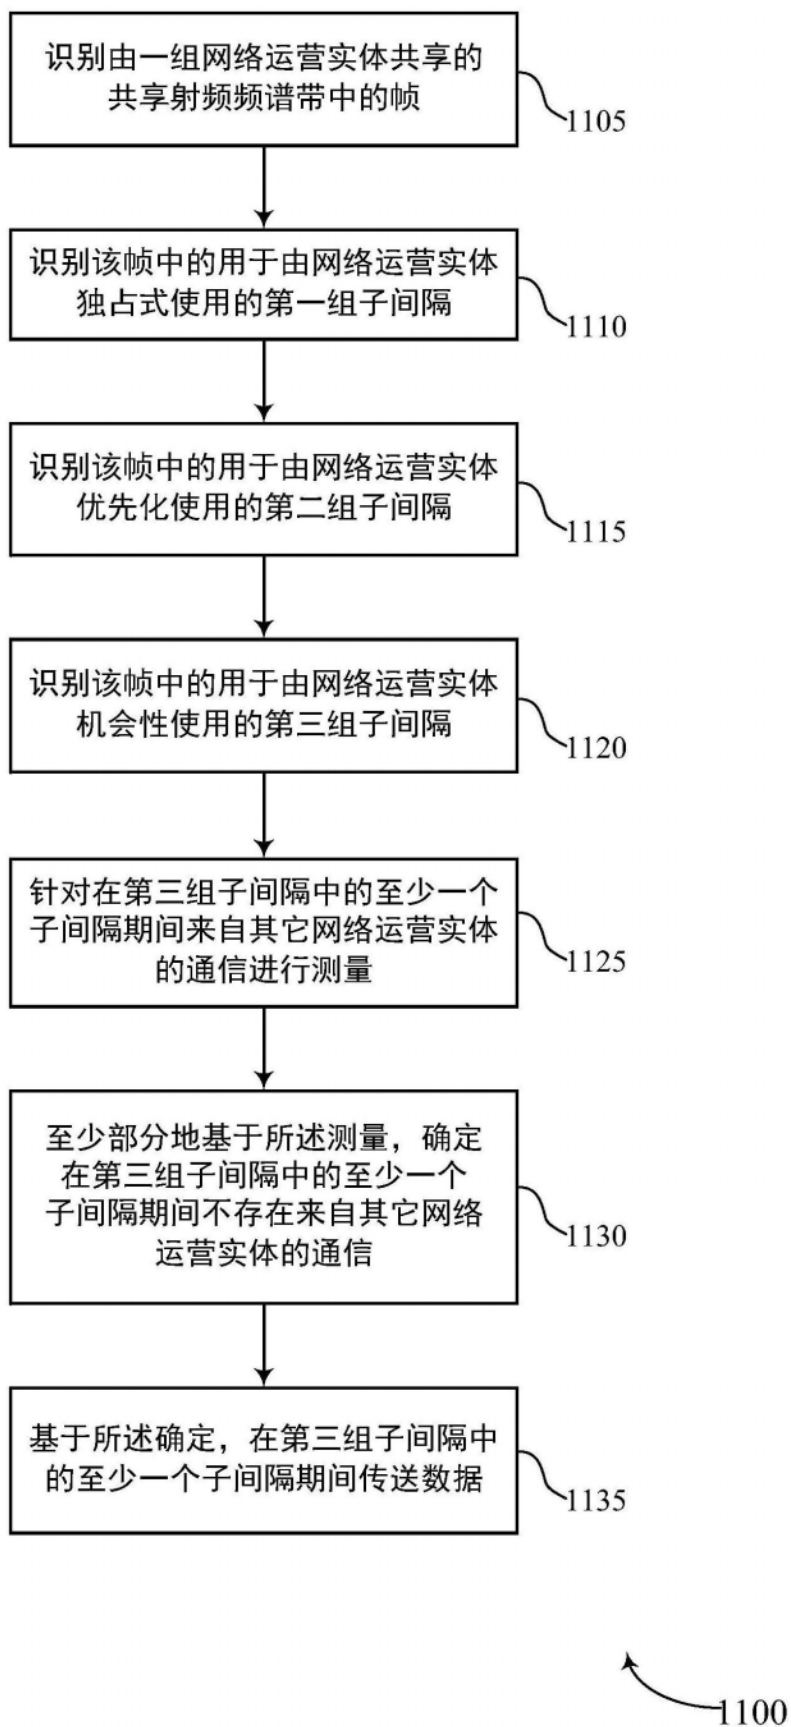 识别由一组网络运营实体共享的
共享射频频谱带中的帧
1105
识别该帧中的用于由网络运营实体
独占式使用的第一组子间隔
1110
识别该帧中的用于由网络运营实体
优先化使用的第二组子间隔
1115
识别该帧中的用于由网络运营实体
机会性使用的第三组子间隔
1120
针对在第三组子间隔中的至少一个
子间隔期间来自其它网络运营实体
的通信进行测量
1125
至少部分地基于所述测量，确定
在第三组子间隔中的至少一个
子间隔期间不存在来自其它网络
运营实体的通信
1130
基于所述确定，在第三组子间隔中
的至少一个子间隔期间传送数据
1135
1100